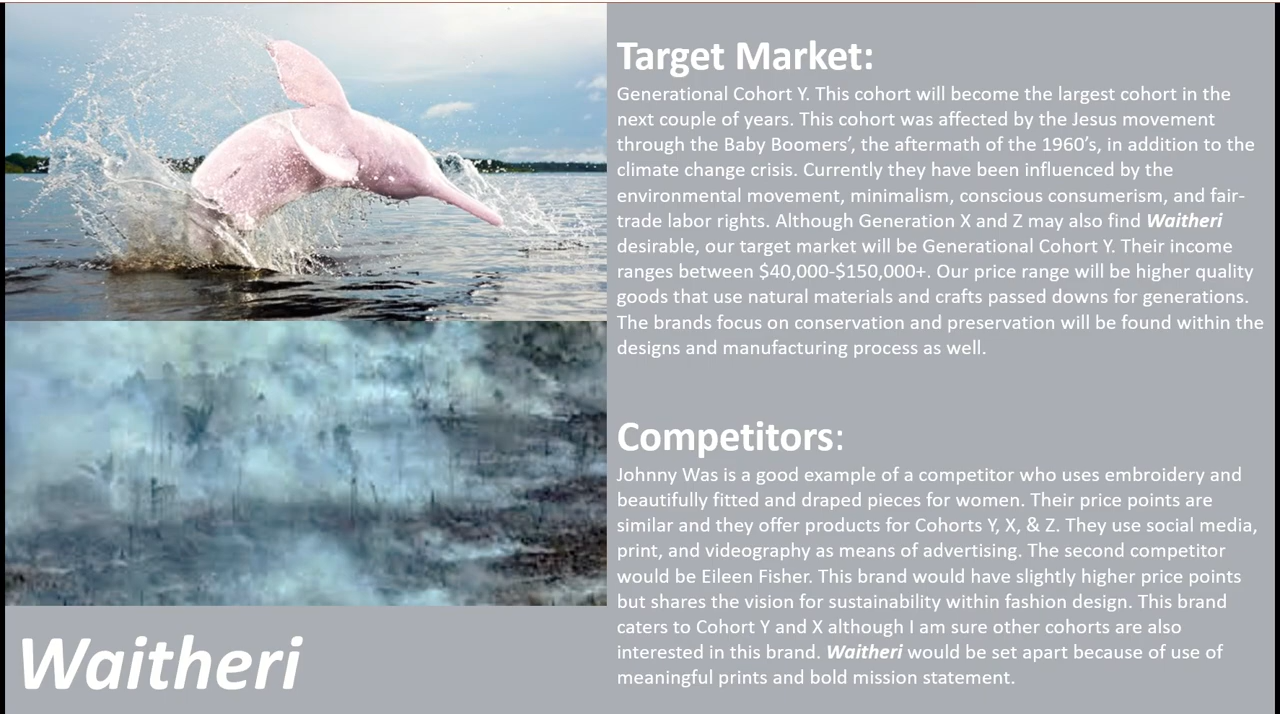 Target Market:
Generational Cohort Y. This cohort will become the largest cohort in the
next couple of years. This cohort was affected by the Jesus movement
through the Baby Boomers’, the aftermath of the 1960’s, in addition to the
climate change crisis. Currently they have been influenced by the
environmental movement, minimalism, conscious consumerism, and fair-
trade labor rights. Although Generation X and Z may also find Waitheri
desirable, our target market will be Generational Cohort Y. Their income
ranges between $40,000-$150,000+. Our price range will be higher quality
goods that use natural materials and crafts passed downs for generations.
The brands focus on conservation and preservation will be found within the
designs and manufacturing process as well.
Competitors:
Johnny Was is a good example of a competitor who uses embroidery and
beautifully fitted and draped pieces for women. Their price points are
similar and they offer products for Cohorts Y, X, & Z. They use social media,
print, and videography as means of advertising. The second competitor
would be Eileen Fisher. This brand would have slightly higher price points
but shares the vision for sustainability within fashion design. This brand
caters to Cohort Y and X although I am sure other cohorts are also
interested in this brand. Waitheri would be set apart because of use of
meaningful prints and bold mission statement.
Waitheri